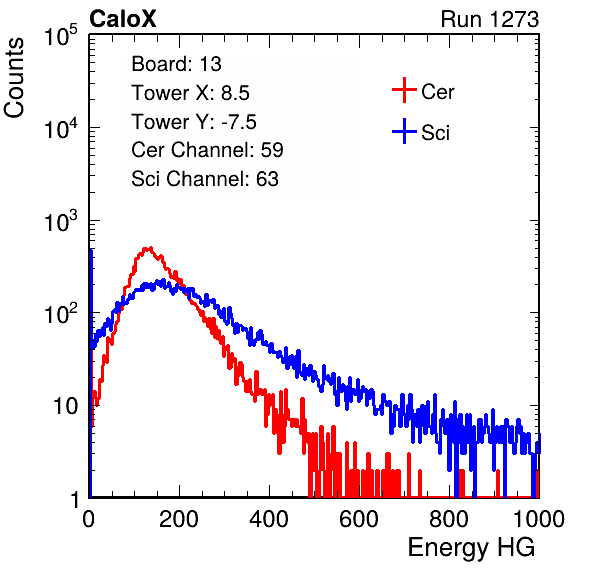 CaloX Run 1273
Counts
10^5
10^4
10^3
10^2
10
1
Board: 13
Tower X: 8.5
Tower Y: -7.5
Cer Channel: 59
Sci Channel: 63
Cer
Sci
0 200 400 600 800 1000
Energy HG